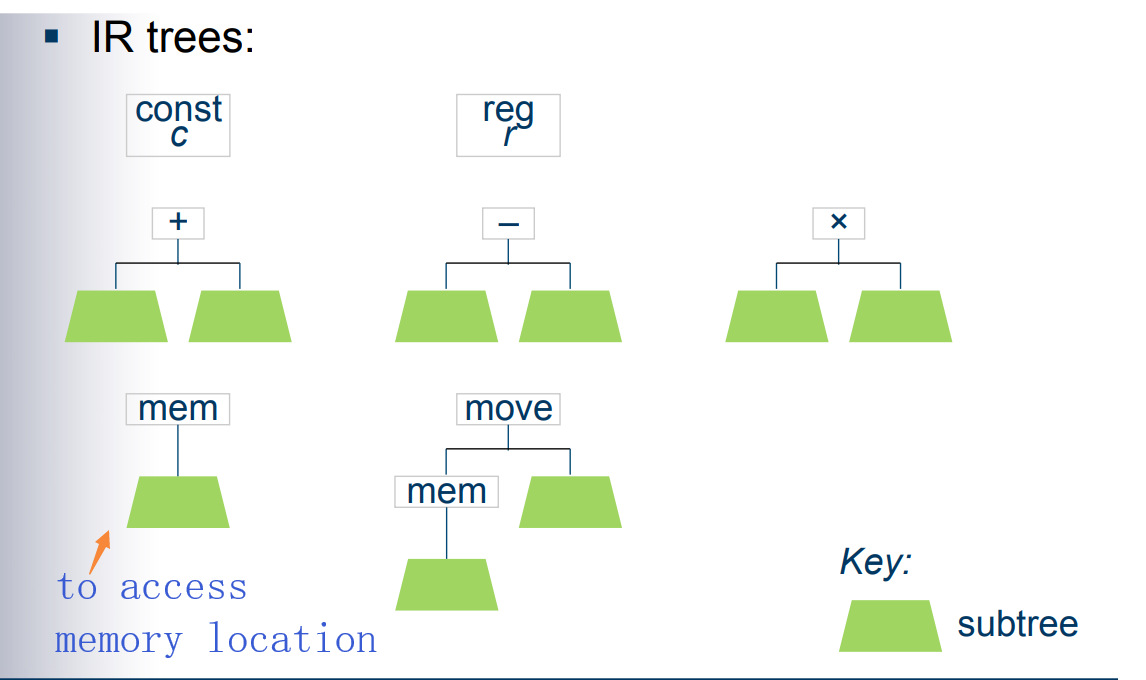 IR trees:
const
c
reg
r
+
–
×
mem
move
mem
to access
memory location
Key:
subtree